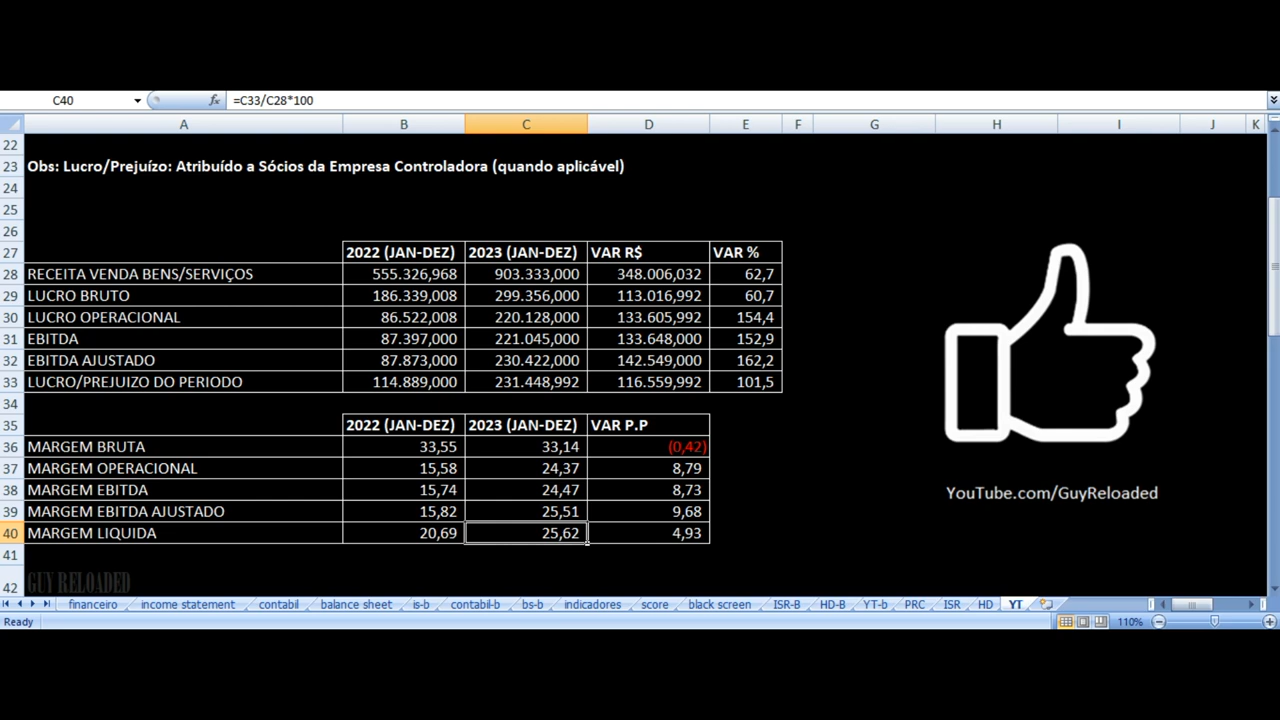 C40 fx =C33/C28*100
A B C D E F G H I J K
22
23 Obs: Lucro/Prejuízo: Atribuído a Sócios da Empresa Controladora (quando aplicável)
24
25
26
27 2022 (JAN-DEZ) 2023 (JAN-DEZ) VAR R$ VAR %
28 RECEITA VENDA BENS/SERVIÇOS 555.326,968 903.333,000 348.006,032 62,7
29 LUCRO BRUTO 186.339,008 299.356,000 113.016,992 60,7
30 LUCRO OPERACIONAL 86.522,008 220.128,000 133.605,992 154,4
31 EBITDA 87.397,000 221.045,000 133.648,000 152,9
32 EBITDA AJUSTADO 87.873,000 230.422,000 142.549,000 162,2
33 LUCRO/PREJUIZO DO PERIODO 114.889,000 231.448,992 116.559,992 101,5
34
35 2022 (JAN-DEZ) 2023 (JAN-DEZ) VAR P.P
36 MARGEM BRUTA 33,55 33,14 (0,42)
37 MARGEM OPERACIONAL 15,58 24,37 8,79
38 MARGEM EBITDA 15,74 24,47 8,73
39 MARGEM EBITDA AJUSTADO 15,82 25,51 9,68
40 MARGEM LIQUIDA 20,69 25,62 4,93
41
42 GUY RELOADED
YouTube.com/GuyReloaded
financeiro income statement contabil balance sheet is-b contabil-b bs-b indicadores score black screen ISR-B HD-B YT-b PRC ISR HD YT
Ready 110%